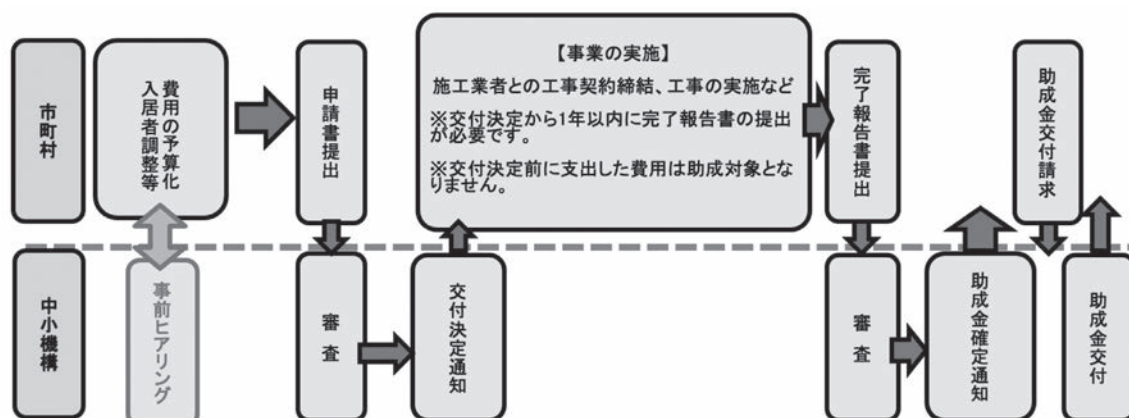 市町村
費用の予算化
入居者調整等
申請書提出
【事業の実施】
施工業者との工事契約締結、工事の実施など
※交付決定から1年以内に完了報告書の提出
が必要です。
※交付決定前に支出した費用は助成対象とな
りません。
完了報告書提出
助成金交付請求
中小機構
事前ヒアリング
審査
交付決定通知
審査
助成金確定通知
助成金交付